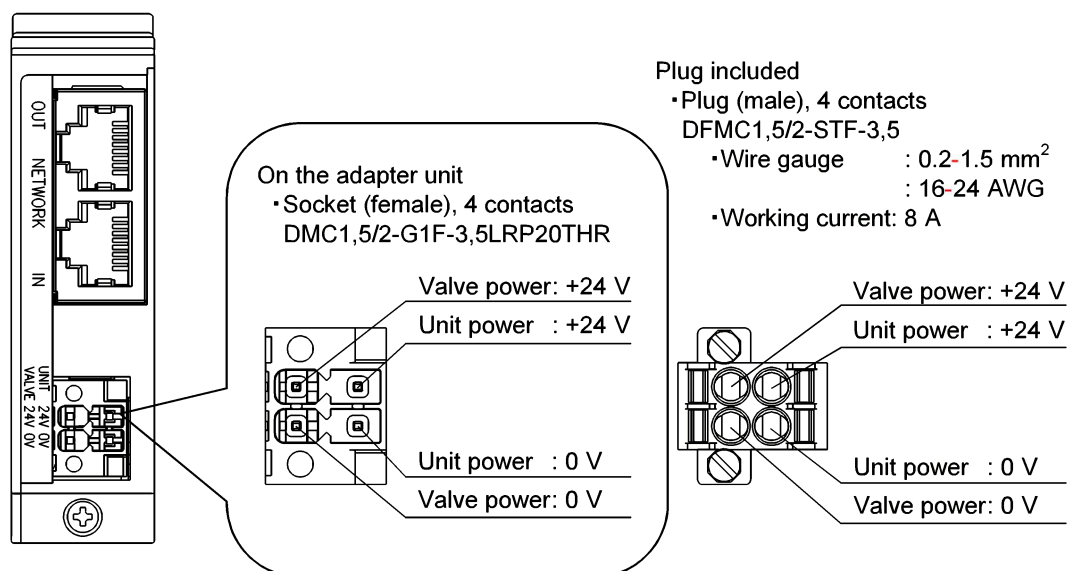 OUT
NETWORK
IN
UNIT 24V 0V
VALVE 24V 0V
On the adapter unit
・Socket (female), 4 contacts
DMC1,5/2-G1F-3,5LRP20THR
Valve power: +24 V
Unit power : +24 V
Unit power : 0 V
Valve power: 0 V
Plug included
・Plug (male), 4 contacts
DFMC1,5/2-STF-3,5
・Wire gauge : 0.2-1.5 mm²
: 16-24 AWG
・Working current: 8 A
Valve power: +24 V
Unit power : +24 V
Unit power : 0 V
Valve power: 0 V